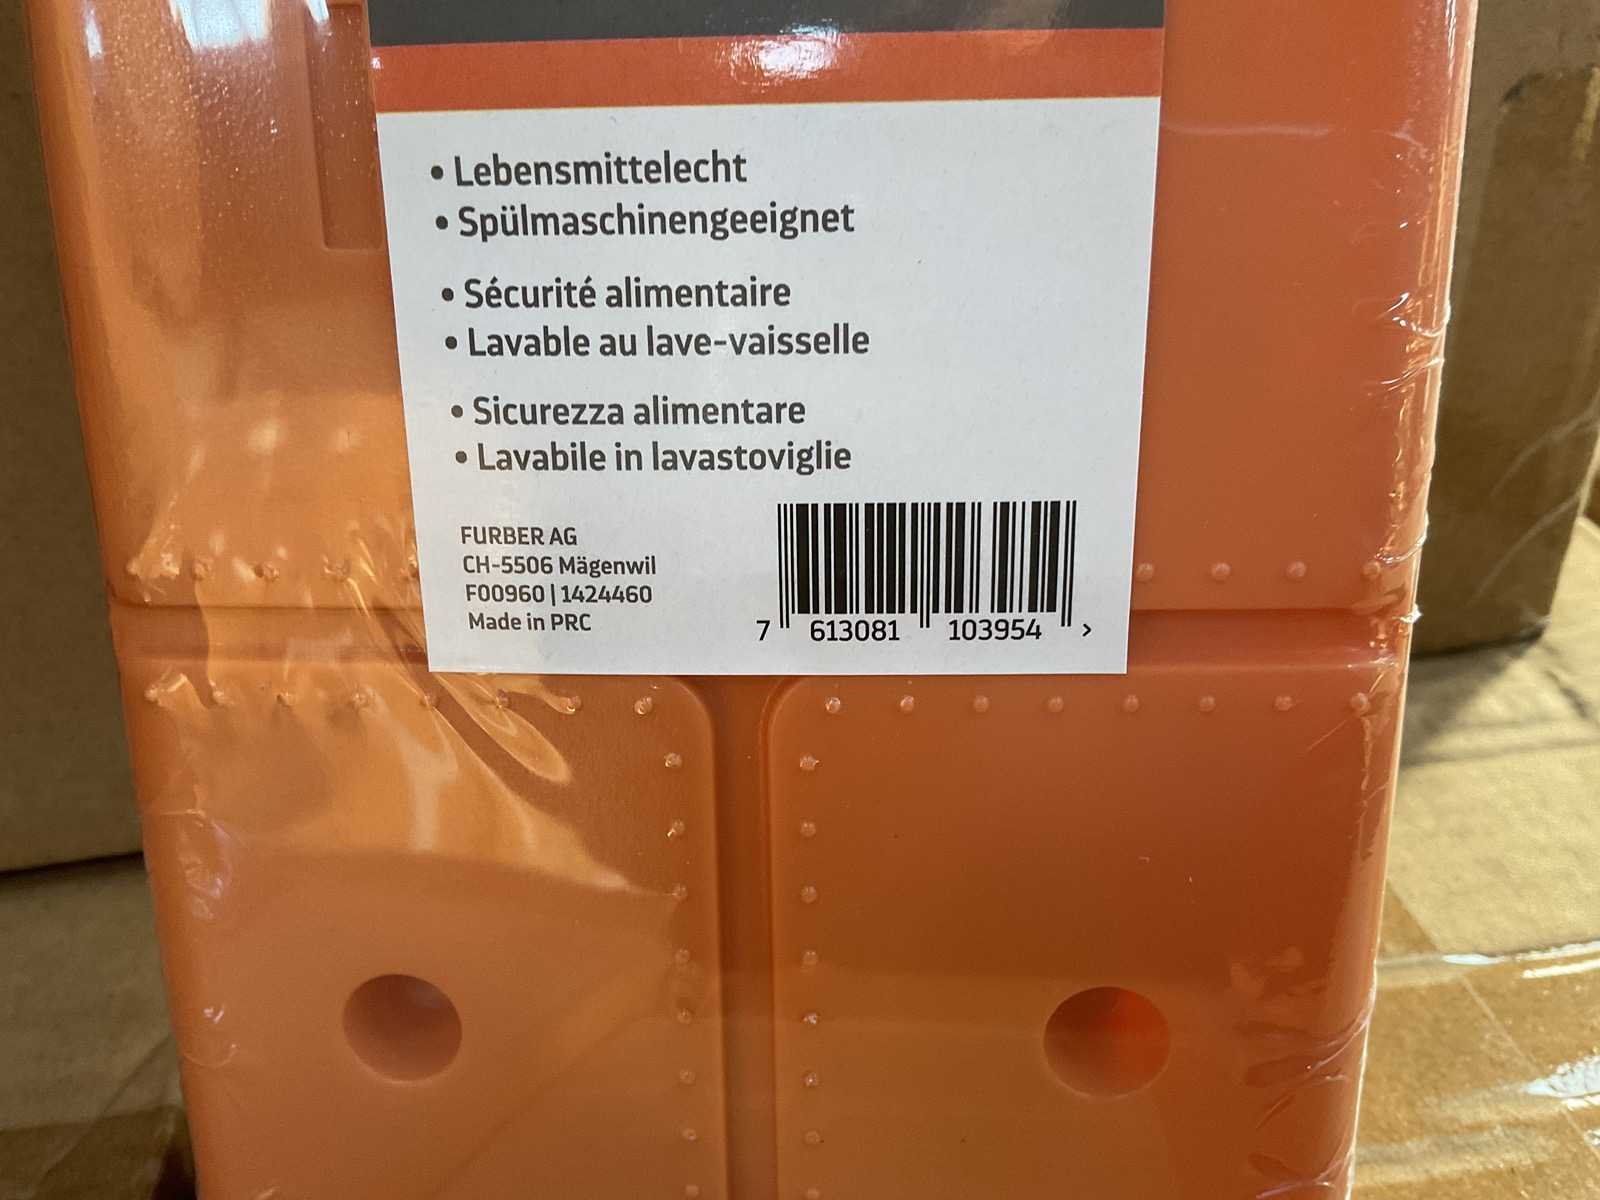 • Lebensmittelecht
• Spülmaschinengeeignet
• Sécurité alimentaire
• Lavable au lave-vaisselle
• Sicurezza alimentare
• Lavabile in lavastoviglie
FURBER AG
CH-5506 Mägenwil
F00960 | 1424460
Made in PRC
7 613081 103954 >